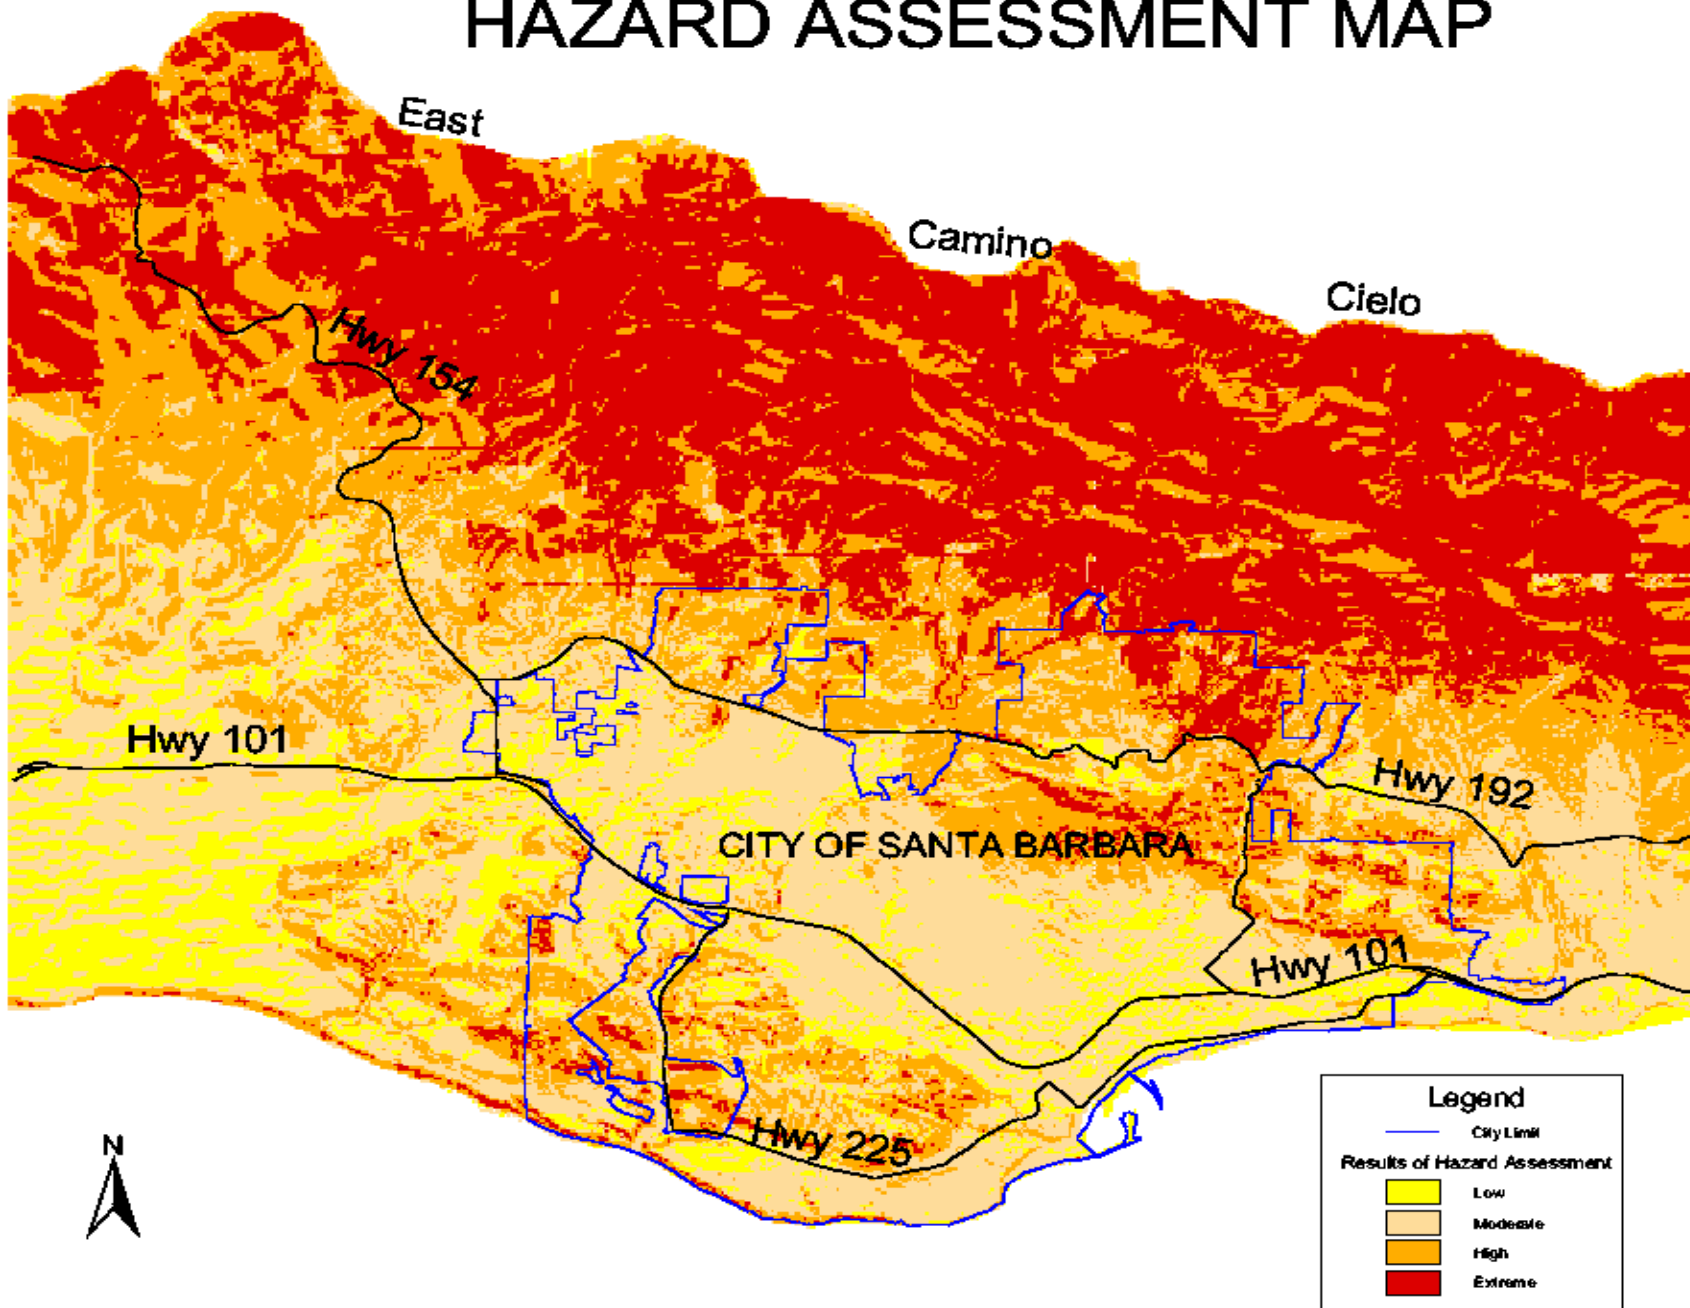 HAZARD ASSESSMENT MAP
East
Camino
Cielo
Hwy 154
Hwy 101
Hwy 192
CITY OF SANTA BARBARA
Hwy 101
Hwy 225
N
Legend
City Limit
Results of Hazard Assessment
Low
Moderate
High
Extreme